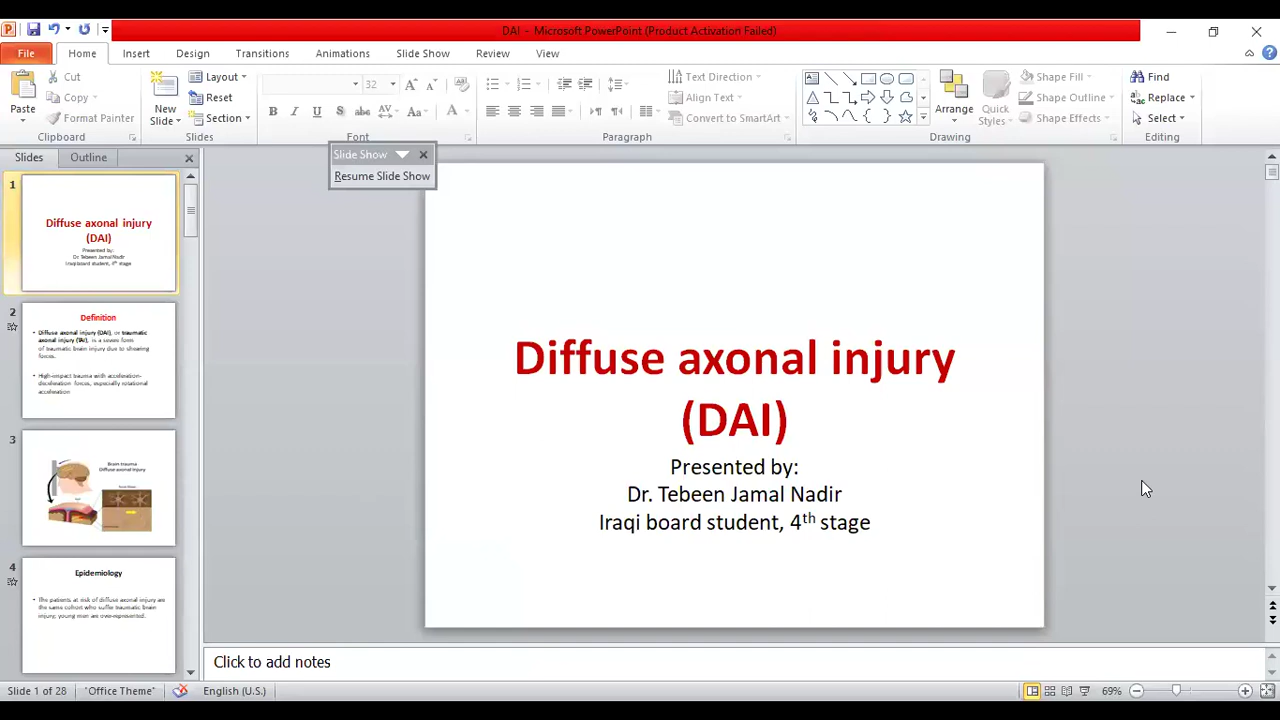 DAI - Microsoft PowerPoint (Product Activation Failed)
File Home Insert Design Transitions Animations Slide Show Review View
Paste
Cut
Copy
Format Painter
Clipboard
New Slide
Layout
Reset
Section
Slides
32
Font
Text Direction
Align Text
Convert to SmartArt
Paragraph
Arrange
Quick Styles
Shape Fill
Shape Outline
Shape Effects
Drawing
Find
Replace
Select
Editing
Slides Outline
Slide Show
Resume Slide Show
1
Diffuse axonal injury
(DAI)
Presented by:
Dr. Tebeen Jamal Nadir
Iraqi board student, 4th stage
2
Definition
• Diffuse axonal injury (DAI), or traumatic
axonal injury (TAI), is a severe form
of traumatic brain injury due to shearing
forces.
• High-impact trauma with acceleration-
deceleration forces, especially rotational
acceleration
3
Brain trauma
Diffuse axonal injury
4
Epidemiology
• The patients at risk of diffuse axonal injury are
the same cohort who suffer traumatic brain
injury; young men are over-represented.
Diffuse axonal injury
(DAI)
Presented by:
Dr. Tebeen Jamal Nadir
Iraqi board student, 4th stage
Click to add notes
Slide 1 of 28 "Office Theme" English (U.S.) 69%